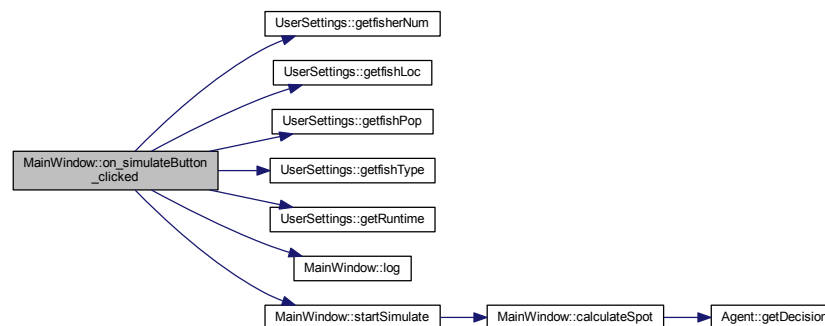 UserSettings::getfisherNum
UserSettings::getfishLoc
UserSettings::getfishPop
MainWindow::on_simulateButton
_clicked
UserSettings::getfishType
UserSettings::getRuntime
MainWindow::log
MainWindow::startSimulate
MainWindow::calculateSpot
Agent::getDecision